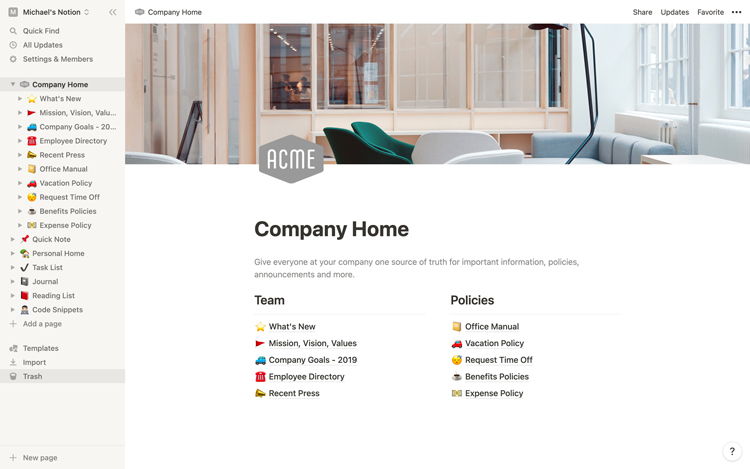 M Michael's Notion
Quick Find
All Updates
Settings & Members
Company Home
What's New
Mission, Vision, Valu...
Company Goals - 20...
Employee Directory
Recent Press
Office Manual
Vacation Policy
Request Time Off
Benefits Policies
Expense Policy
Quick Note
Personal Home
Task List
Journal
Reading List
Code Snippets
Add a page
Templates
Import
Trash
New page
Company Home
Share Updates Favorite
ACME
Company Home
Give everyone at your company one source of truth for important information, policies,
announcements and more.
Team
What's New
Mission, Vision, Values
Company Goals - 2019
Employee Directory
Recent Press
Policies
Office Manual
Vacation Policy
Request Time Off
Benefits Policies
Expense Policy
?